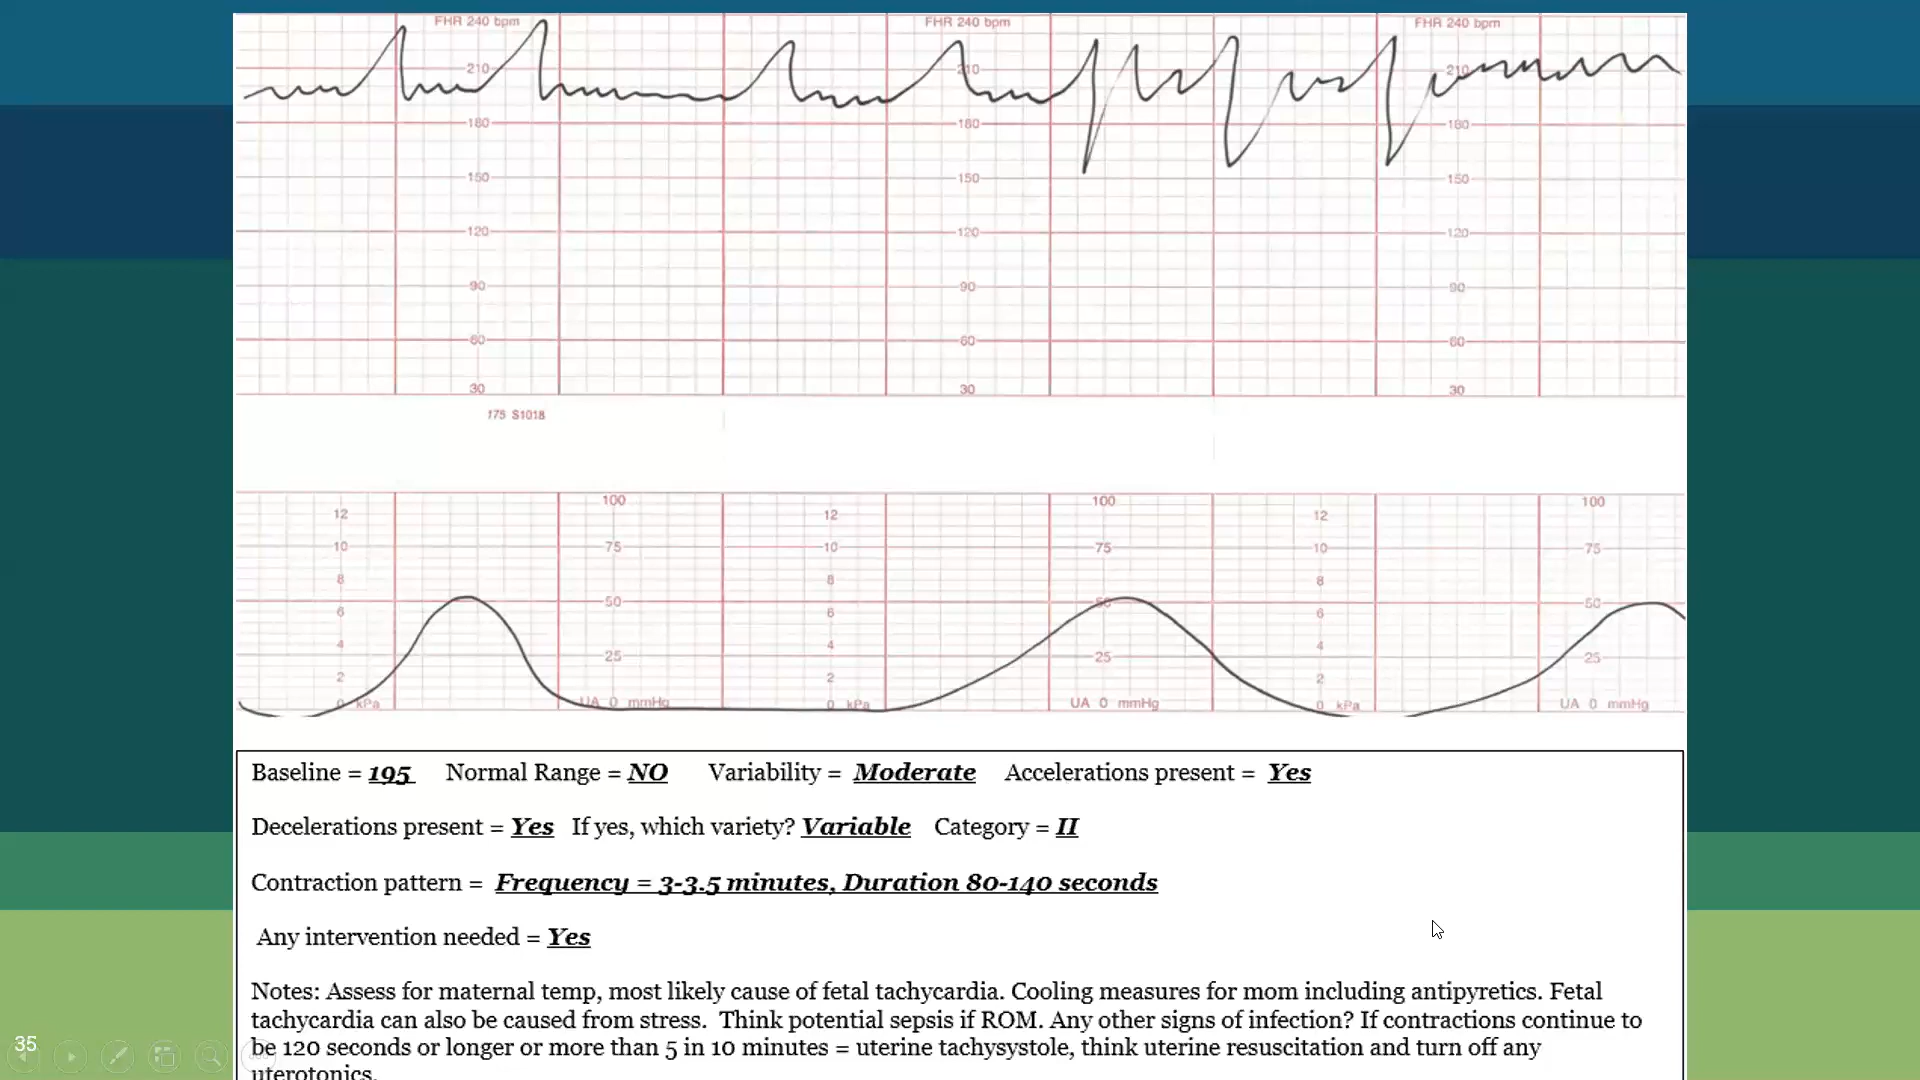 FHR 240 bpm FHR 240 bpm FHR 240 bpm
210 210 210
180 180 180
150 150 150
120 120 120
90 90 90
60 60 60
30 30 30
175 S1018
100 100 100
12 12 12
10 75 10 75 10 75
8 8 8
6 50 6 50 6 50
4 4 4
25 25 25
2 2 2
0 kPa UA 0 mmHg 0 kPa UA 0 mmHg 0 kPa UA 0 mmHg
Baseline = 195 Normal Range = NO Variability = Moderate Accelerations present = Yes
Decelerations present = Yes If yes, which variety? Variable Category = II
Contraction pattern = Frequency = 3-3.5 minutes, Duration 80-140 seconds
Any intervention needed = Yes
Notes: Assess for maternal temp, most likely cause of fetal tachycardia. Cooling measures for mom including antipyretics. Fetal
tachycardia can also be caused from stress. Think potential sepsis if ROM. Any other signs of infection? If contractions continue to
be 120 seconds or longer or more than 5 in 10 minutes = uterine tachysystole, think uterine resuscitation and turn off any
uterotonics.
35